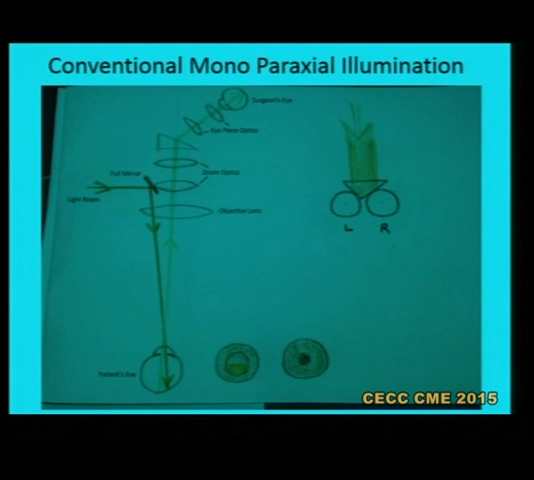 Conventional Mono Paraxial Illumination
Surgeon's Eye
Eye Piece Optics
Full Mirror
Zoom Optics
Light Beam
Objective Lens
L R
Patient's Eye
CECC CME 2015